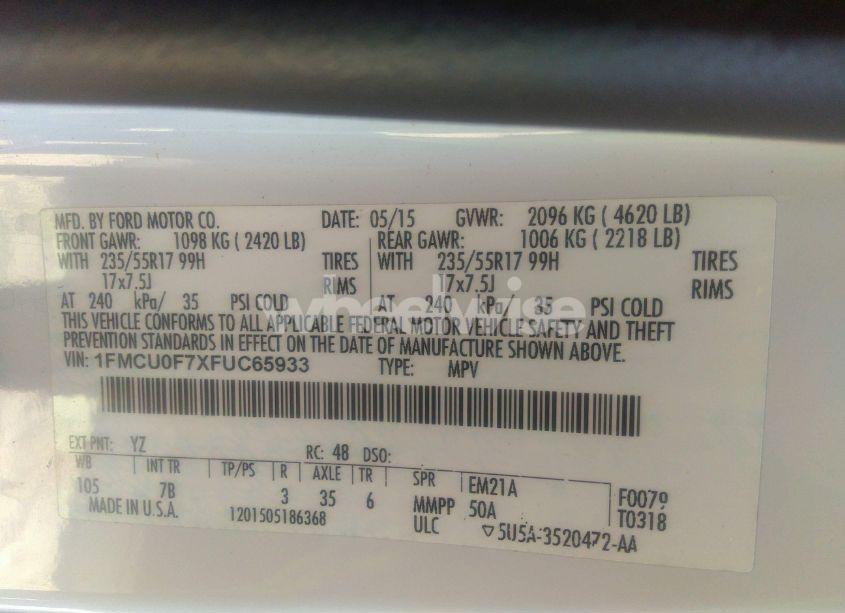 MFD. BY FORD MOTOR CO. DATE: 05/15 GVWR: 2096 KG ( 4620 LB)
FRONT GAWR: 1098 KG ( 2420 LB) REAR GAWR: 1006 KG ( 2218 LB)
WITH 235/55R17 99H TIRES WITH 235/55R17 99H TIRES
17x7.5J RIMS 17x7.5J RIMS
AT 240 kPa/ 35 PSI COLD AT 240 kPa/ 35 PSI COLD
wheelwise
THIS VEHICLE CONFORMS TO ALL APPLICABLE FEDERAL MOTOR VEHICLE SAFETY AND THEFT
PREVENTION STANDARDS IN EFFECT ON THE DATE OF MANUFACTURE SHOWN ABOVE.
VIN: 1FMCU0F7XFUC65933 TYPE: MPV
EXT PNT: YZ RC: 48 DSO:
WB INT TR TP/PS R AXLE TR SPR EM21A F0079
105 7B 3 35 6 MMPP 50A T0318
MADE IN U.S.A. 1201505186368 ULC ▽5U5A-3520472-AA